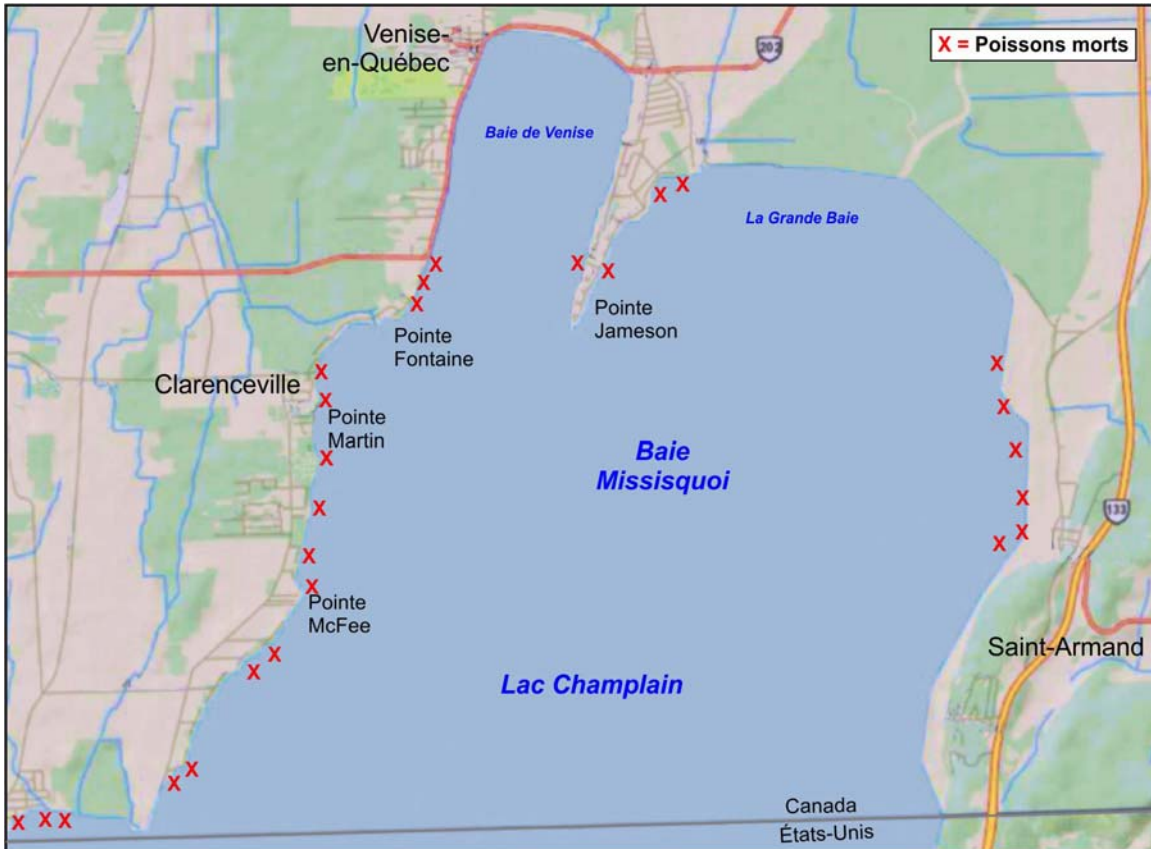 Venise-
en-Québec
202
X = Poissons morts
Baie de Venise
X
X
La Grande Baie
X
X
X
X
X
Pointe
Jameson
Pointe
Fontaine
X
X
Clarenceville
X
X
Pointe
Martin
X
Baie
Missisquoi
X
X
X
X
133
X
X
X
X
Pointe
McFee
Saint-Armand
X
X
Lac Champlain
X
X
X
X
X
Canada
États-Unis